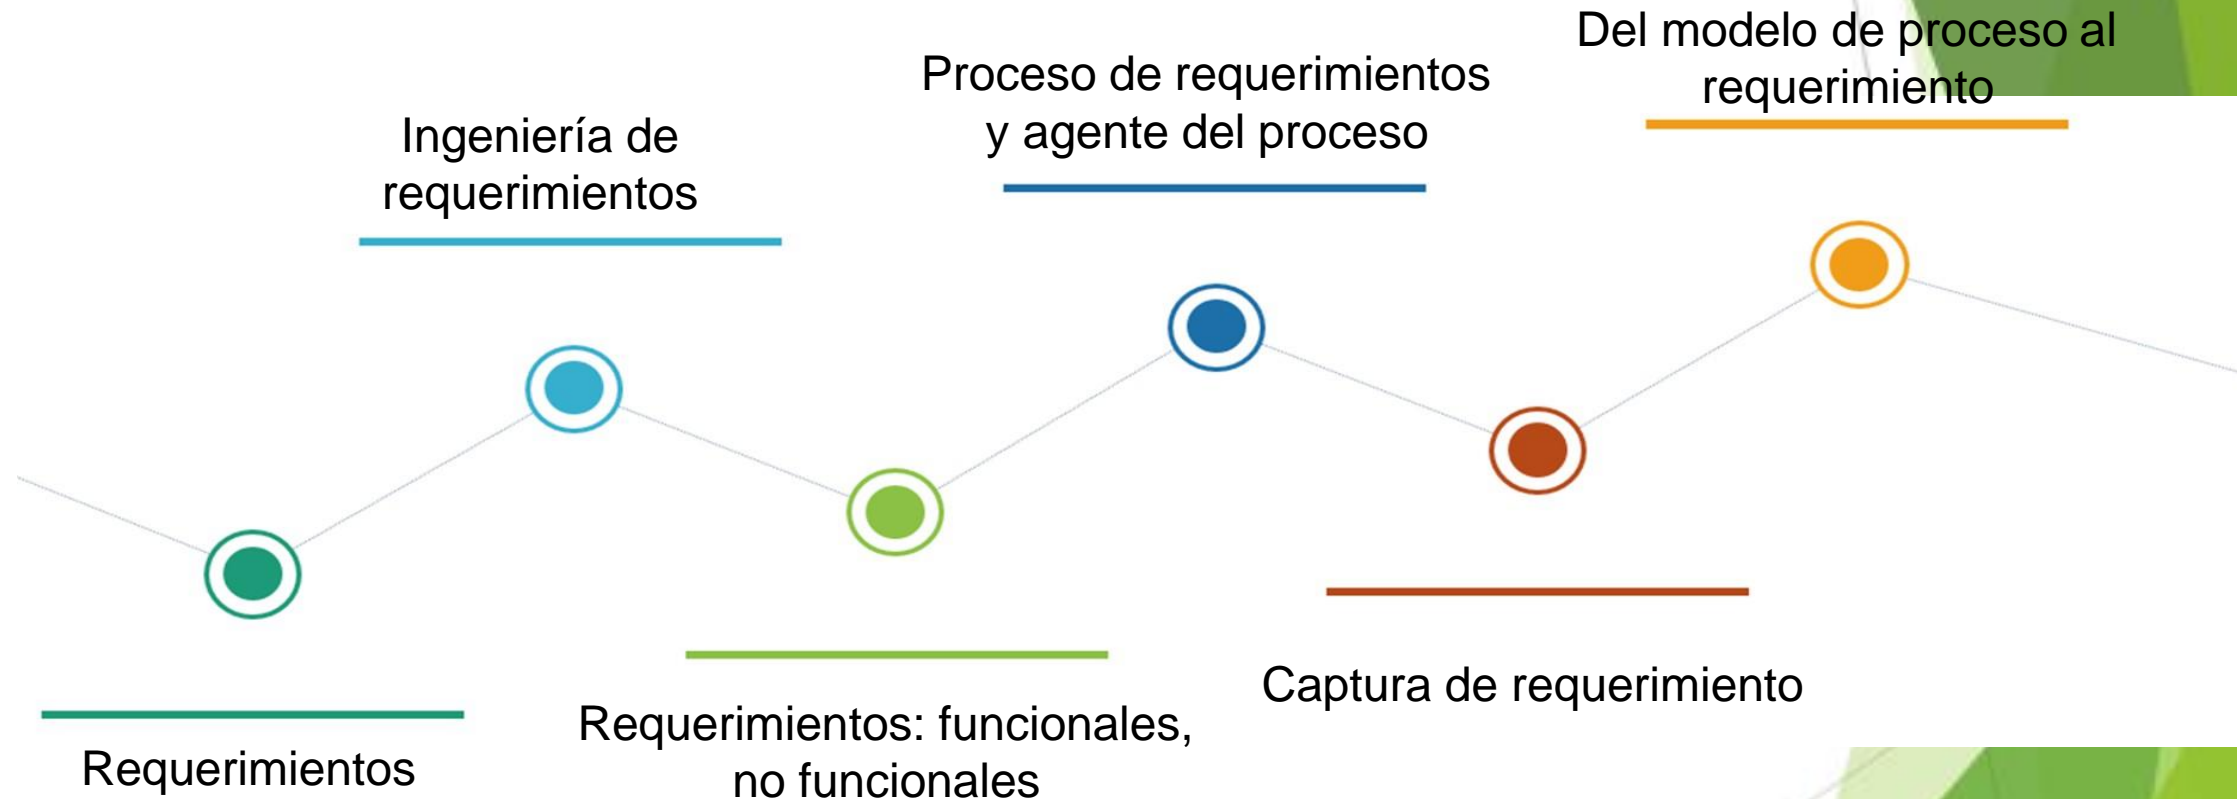 Requerimientos
Ingeniería de
requerimientos
Requerimientos: funcionales,
no funcionales
Proceso de requerimientos
y agente del proceso
Captura de requerimiento
Del modelo de proceso al
requerimiento